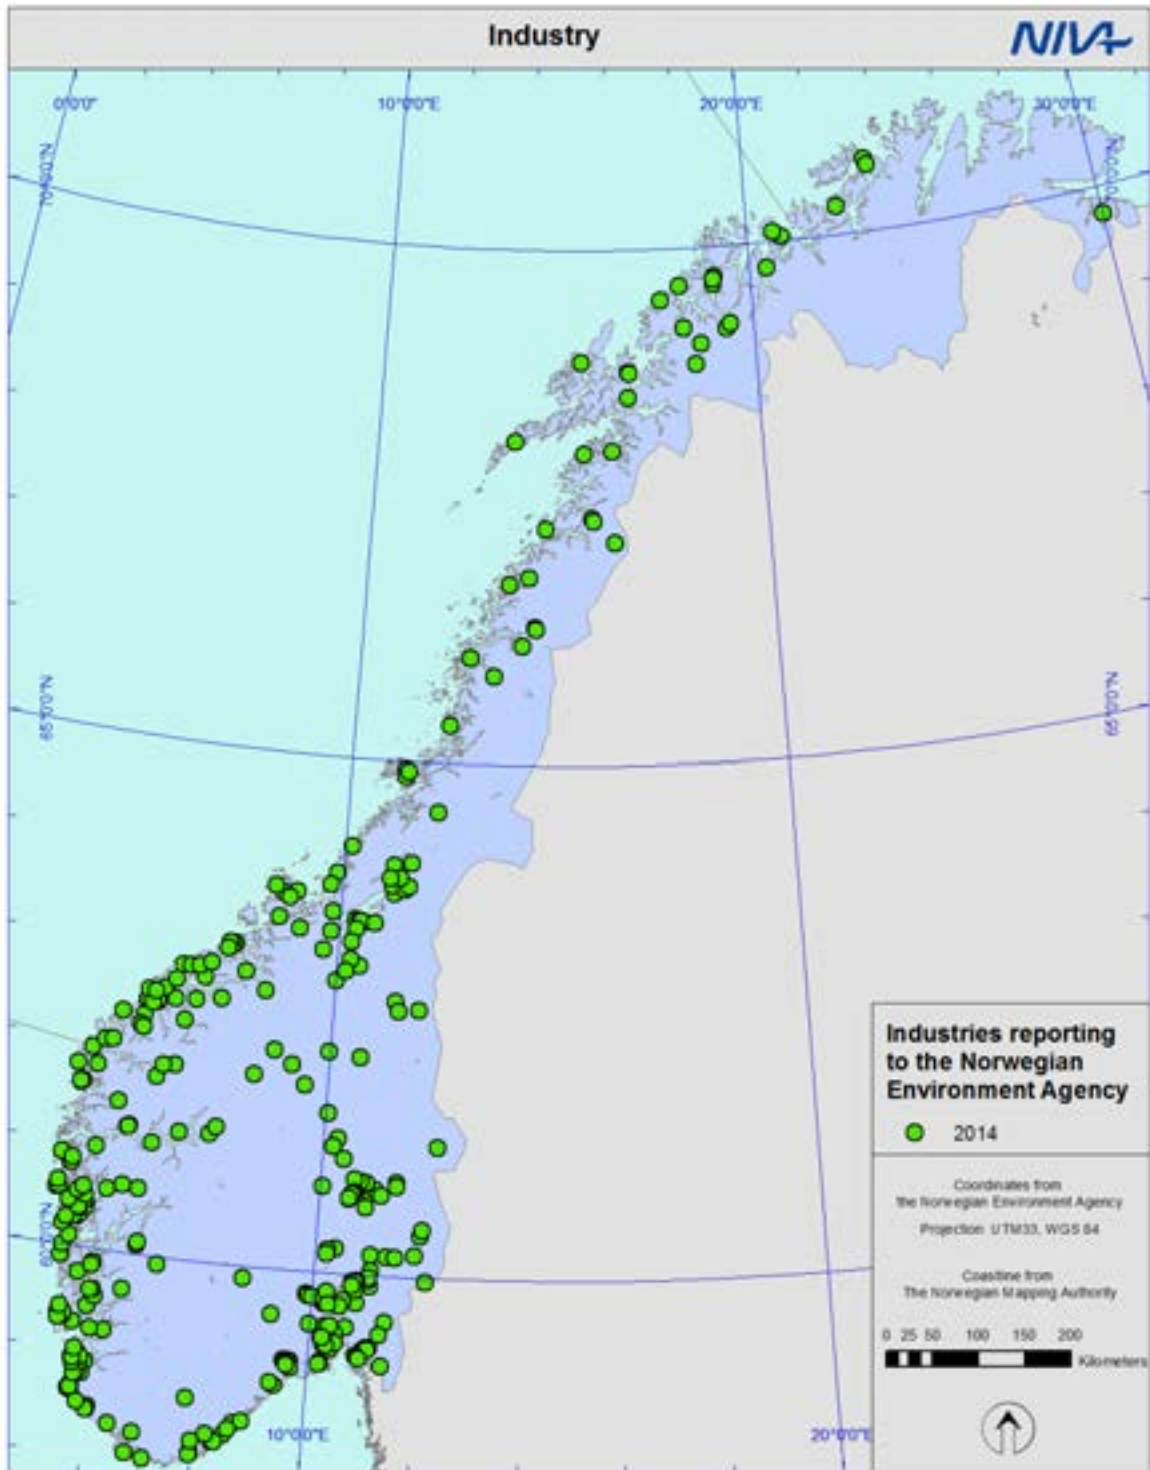 Industry
NIVA
0°0'0"
10°0'0"E
20°0'0"E
30°0'0"E
70°0'0"N
65°0'0"N
65°0'0"N
60°0'0"N
10°0'0"E
20°0'0"E
Industries reporting
to the Norwegian
Environment Agency
2014
Coordinates from
the Norwegian Environment Agency
Projection UTM33, WGS 84
Coastline from
The Norwegian Mapping Authority
0 25 50 100 150 200
Kilometers